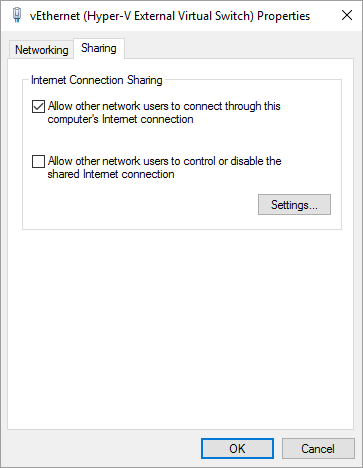 vEthernet (Hyper-V External Virtual Switch) Properties
Networking Sharing
Internet Connection Sharing
Allow other network users to connect through this
computer's Internet connection
Allow other network users to control or disable the
shared Internet connection
Settings...
OK Cancel